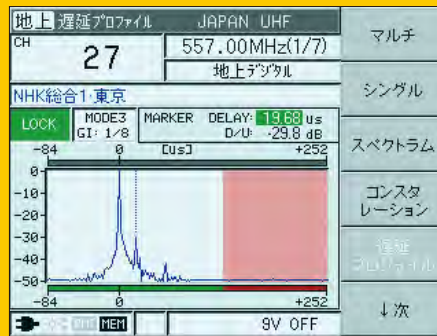 地上 遅延プロファイル JAPAN UHF
CH 27 557.00MHz(1/7)
地上デジタル
NHK総合1・東京
LOCK MODE3 GI: 1/8 MARKER DELAY: 19.68 us D/U: -29.8 dB
-84 0 [us] +252
0
-10
-20
-30
-40
-50
-84 0 +252
MEM 9V OFF
マルチ
シングル
スペクトラム
コンスタ
レーション
遅延
プロファイル
↓次